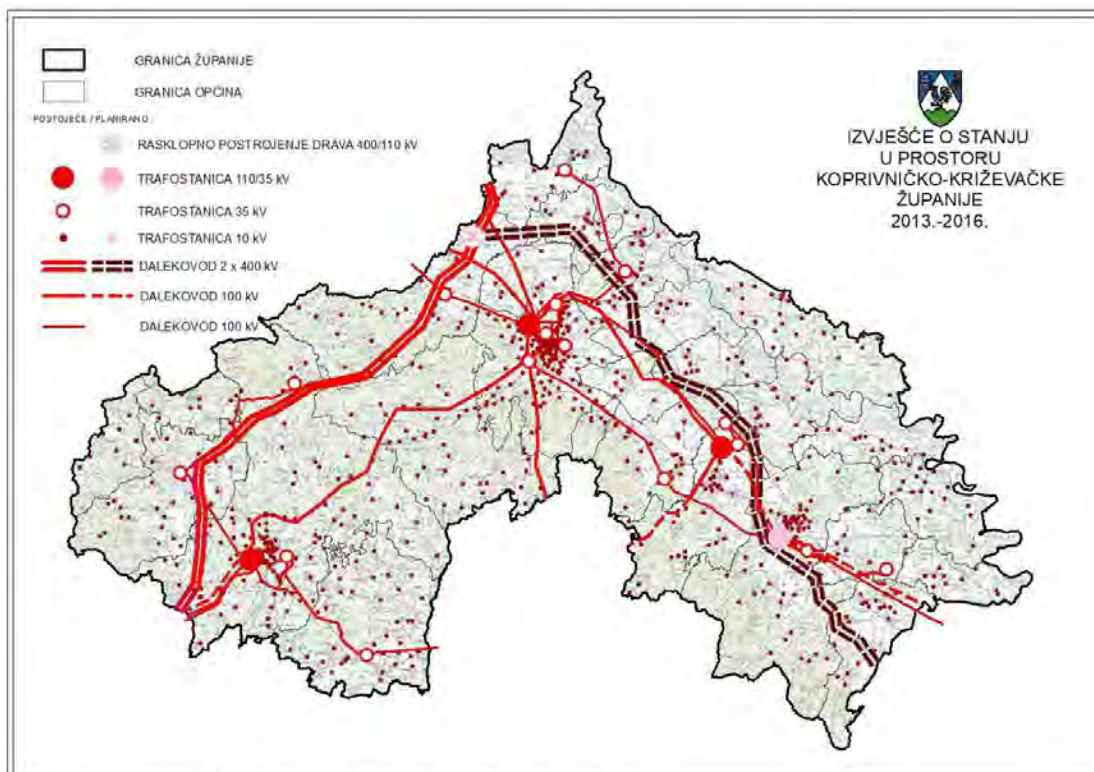 GRANICA ŽUPANIJE
GRANICA OPĆINA
POSTOJEĆE / PLANIRANO
RASKLOPNO POSTROJENJE DRAVA 400/110 kV
TRAFOSTANICA 110/35 kV
TRAFOSTANICA 35 kV
TRAFOSTANICA 10 kV
DALEKOVOD 2 x 400 kV
DALEKOVOD 100 kV
DALEKOVOD 100 kV
IZVJEŠĆE O STANJU
U PROSTORU
KOPRIVNIČKO-KRIŽEVAČKE
ŽUPANIJE
2013.-2016.